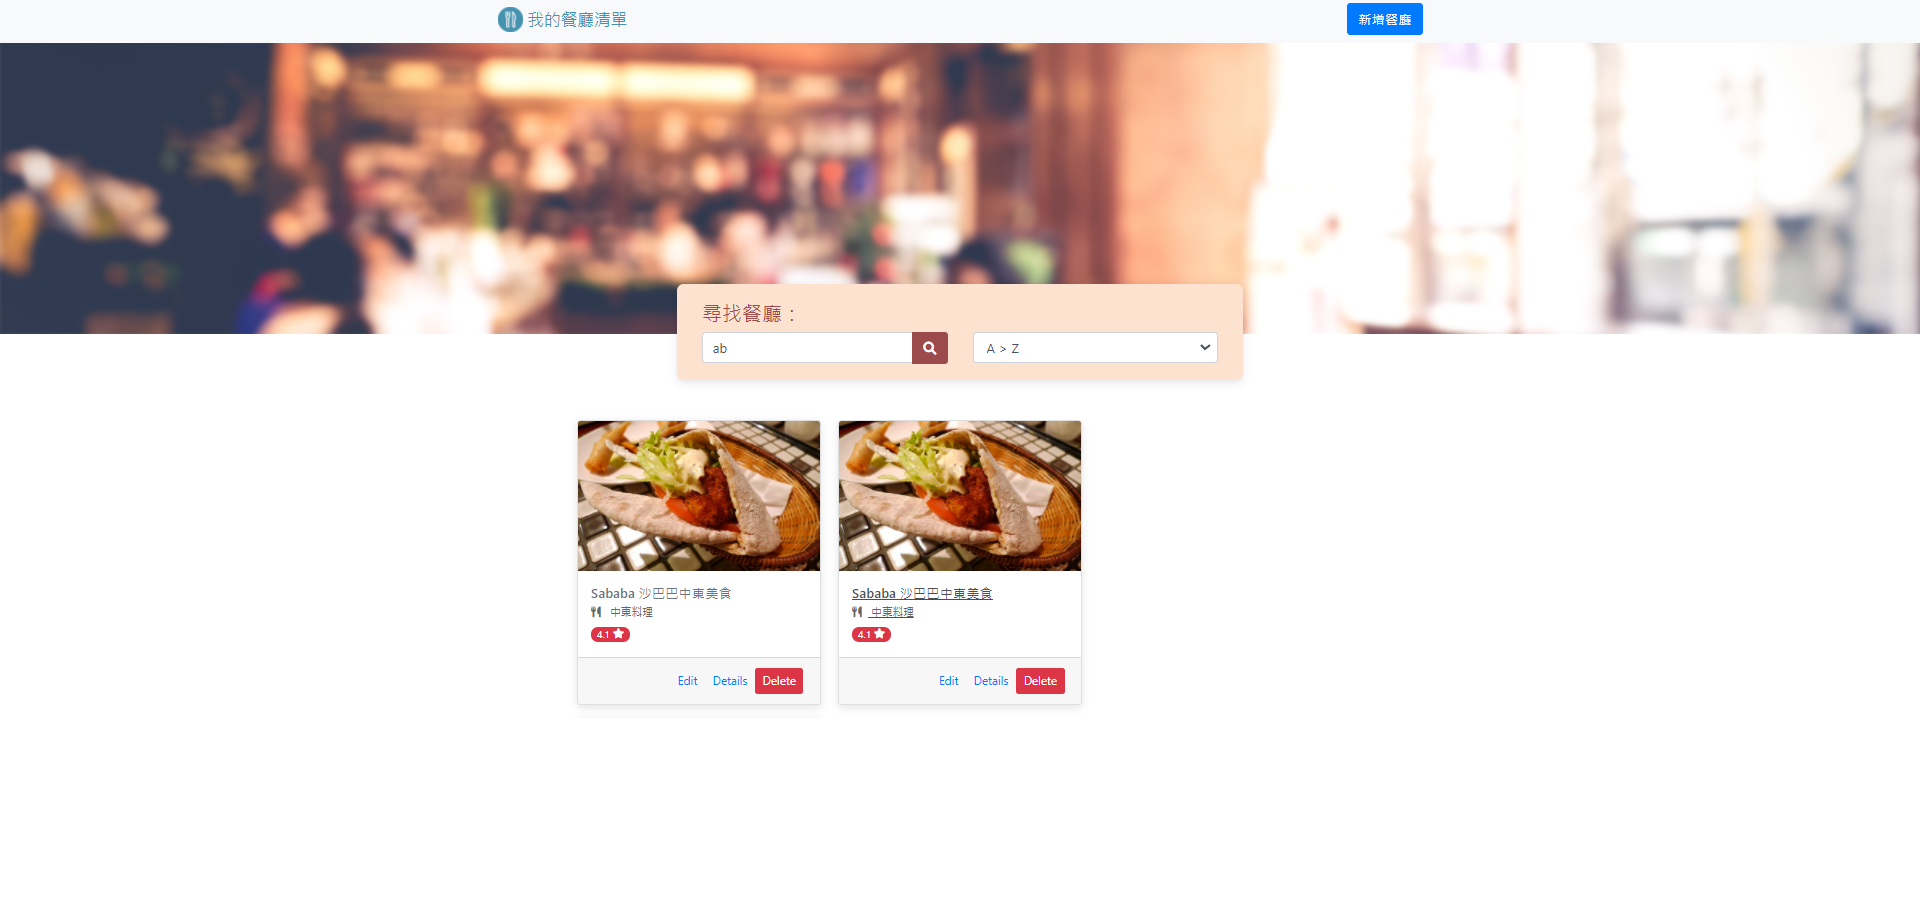 我的餐廳清單
新增餐廳
尋找餐廳：
ab
A > Z
Sababa 沙巴巴中東美食
中東料理
4.1
Edit Details Delete
Sababa 沙巴巴中東美食
中東料理
4.1
Edit Details Delete